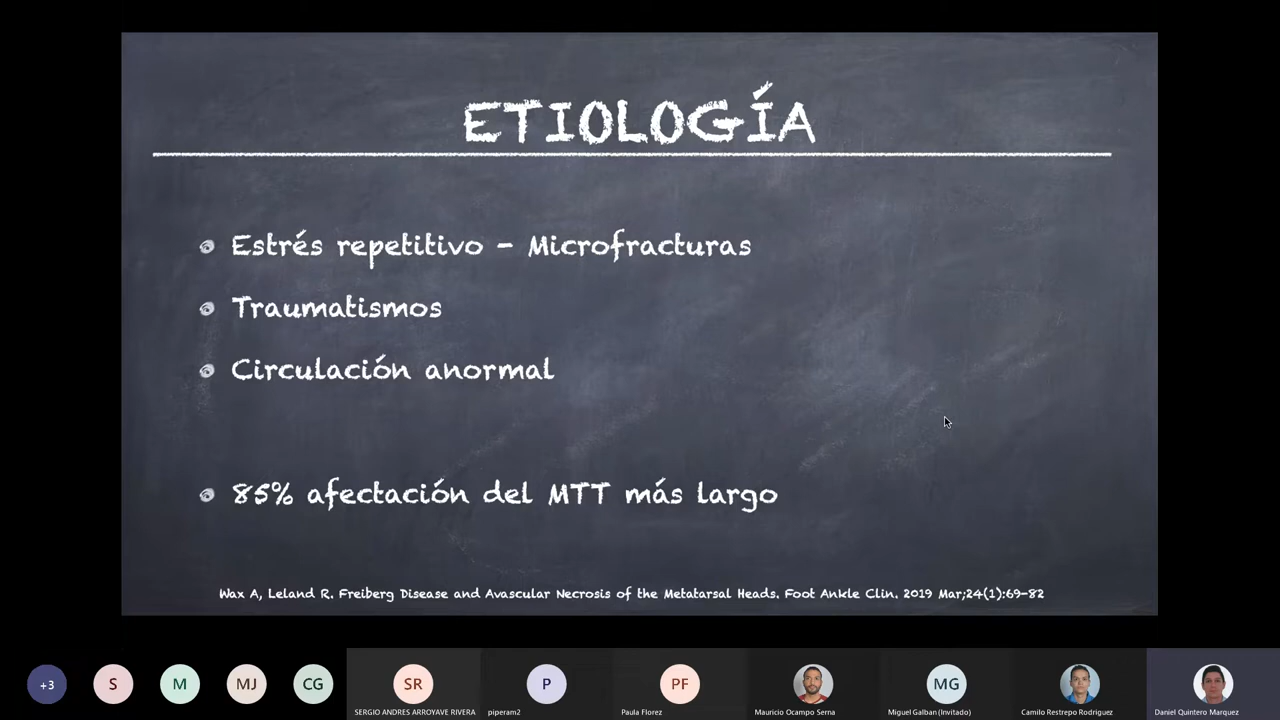 ETIOLOGÍA
Estrés repetitivo - Microfracturas
Traumatismos
Circulación anormal
85% afectación del MTT más largo
Wax A, Leland R. Freiberg Disease and Avascular Necrosis of the Metatarsal Heads. Foot Ankle Clin. 2019 Mar;24(1):69-82
+3 S M MJ CG SR P PF MG
SERGIO ANDRES ARROYAVE RIVERA piperam2 Paula Florez Mauricio Ocampo Serna Miguel Galban (Invitado) Camilo Restrepo Rodriguez Daniel Quintero Marquez